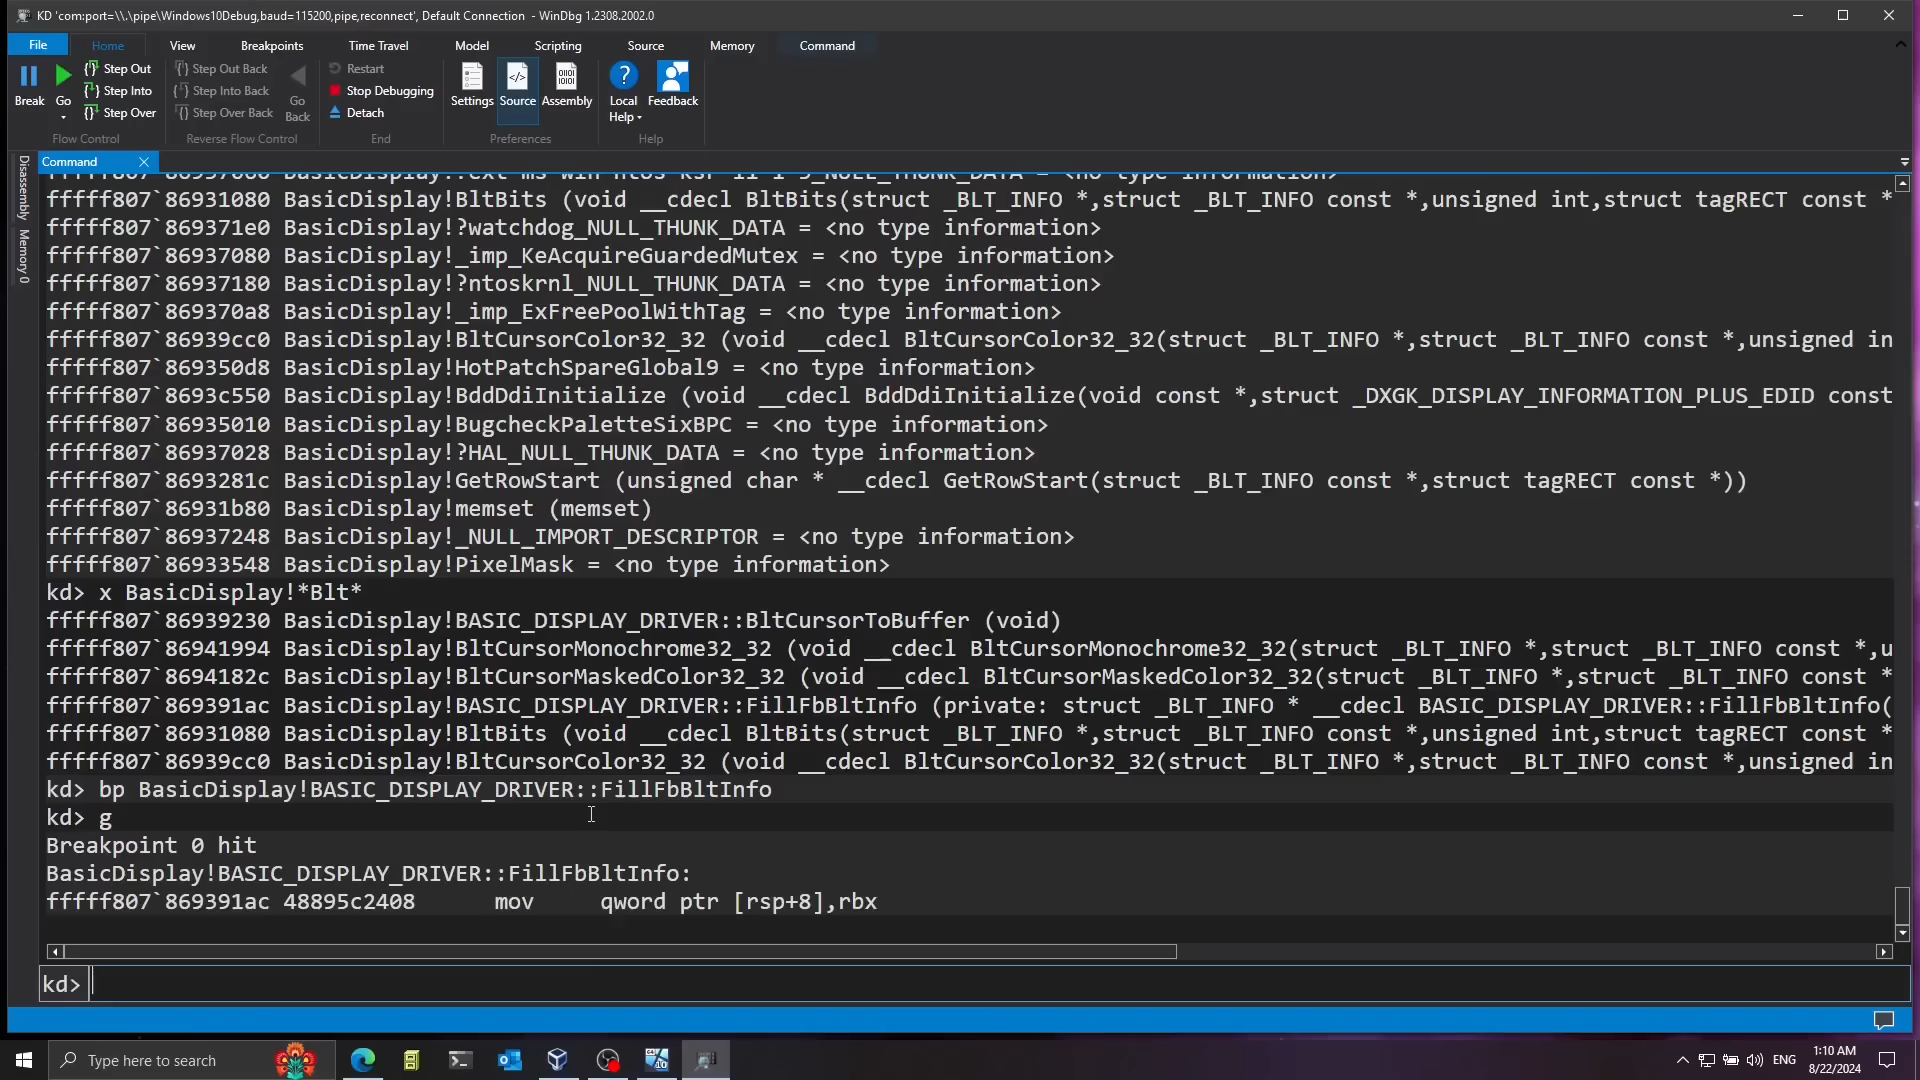 KD 'com:port=\\.\pipe\Windows10Debug,baud=115200,pipe,reconnect', Default Connection - WinDbg 1.2308.2002.0
File Home View Breakpoints Time Travel Model Scripting Source Memory Command
Break
Go
Step Out
Step Into
Step Over
Flow Control
Step Out Back
Step Into Back
Step Over Back
Go Back
Reverse Flow Control
Restart
Stop Debugging
Detach
End
Settings
Source
Assembly
Preferences
Local Help
Feedback
Help
Disassembly
Memory 0
Command
fffff807`86931080 BasicDisplay!BltBits (void __cdecl BltBits(struct _BLT_INFO *,struct _BLT_INFO const *,unsigned int,struct tagRECT const *
fffff807`869371e0 BasicDisplay!?watchdog_NULL_THUNK_DATA = <no type information>
fffff807`86937080 BasicDisplay!_imp_KeAcquireGuardedMutex = <no type information>
fffff807`86937180 BasicDisplay!?ntoskrnl_NULL_THUNK_DATA = <no type information>
fffff807`869370a8 BasicDisplay!_imp_ExFreePoolWithTag = <no type information>
fffff807`86939cc0 BasicDisplay!BltCursorColor32_32 (void __cdecl BltCursorColor32_32(struct _BLT_INFO *,struct _BLT_INFO const *,unsigned in
fffff807`869350d8 BasicDisplay!HotPatchSpareGlobal9 = <no type information>
fffff807`8693c550 BasicDisplay!BddDdiInitialize (void __cdecl BddDdiInitialize(void const *,struct _DXGK_DISPLAY_INFORMATION_PLUS_EDID const
fffff807`86935010 BasicDisplay!BugcheckPaletteSixBPC = <no type information>
fffff807`86937028 BasicDisplay!?HAL_NULL_THUNK_DATA = <no type information>
fffff807`8693281c BasicDisplay!GetRowStart (unsigned char * __cdecl GetRowStart(struct _BLT_INFO const *,struct tagRECT const *))
fffff807`86931b80 BasicDisplay!memset (memset)
fffff807`86937248 BasicDisplay!_NULL_IMPORT_DESCRIPTOR = <no type information>
fffff807`86933548 BasicDisplay!PixelMask = <no type information>
kd> x BasicDisplay!*Blt*
fffff807`86939230 BasicDisplay!BASIC_DISPLAY_DRIVER::BltCursorToBuffer (void)
fffff807`86941994 BasicDisplay!BltCursorMonochrome32_32 (void __cdecl BltCursorMonochrome32_32(struct _BLT_INFO *,struct _BLT_INFO const *,u
fffff807`8694182c BasicDisplay!BltCursorMaskedColor32_32 (void __cdecl BltCursorMaskedColor32_32(struct _BLT_INFO *,struct _BLT_INFO const *
fffff807`869391ac BasicDisplay!BASIC_DISPLAY_DRIVER::FillFbBltInfo (private: struct _BLT_INFO * __cdecl BASIC_DISPLAY_DRIVER::FillFbBltInfo(
fffff807`86931080 BasicDisplay!BltBits (void __cdecl BltBits(struct _BLT_INFO *,struct _BLT_INFO const *,unsigned int,struct tagRECT const *
fffff807`86939cc0 BasicDisplay!BltCursorColor32_32 (void __cdecl BltCursorColor32_32(struct _BLT_INFO *,struct _BLT_INFO const *,unsigned in
kd> bp BasicDisplay!BASIC_DISPLAY_DRIVER::FillFbBltInfo
kd> g
Breakpoint 0 hit
BasicDisplay!BASIC_DISPLAY_DRIVER::FillFbBltInfo:
fffff807`869391ac 48895c2408      mov     qword ptr [rsp+8],rbx
kd>
Type here to search
ENG
1:10 AM
8/22/2024